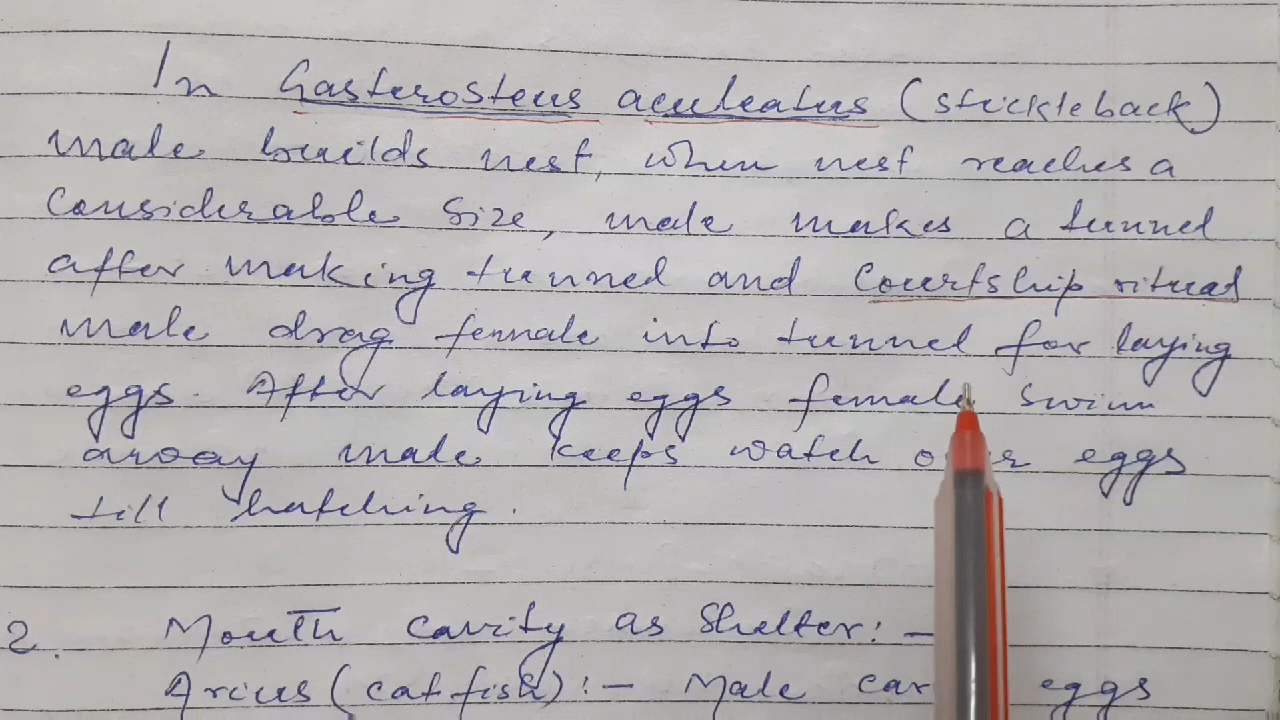 In Gasterosteus aculeatus (stickleback)
male builds nest, when nest reaches a
considerable size, male makes a tunnel
after making tunnel and courtship ritual
male drag female into tunnel for laying
eggs. After laying eggs female swim
away male keeps watch over eggs
till hatching.
2. Mouth cavity as shelter:-
Arius (cat fish):- Male eggs